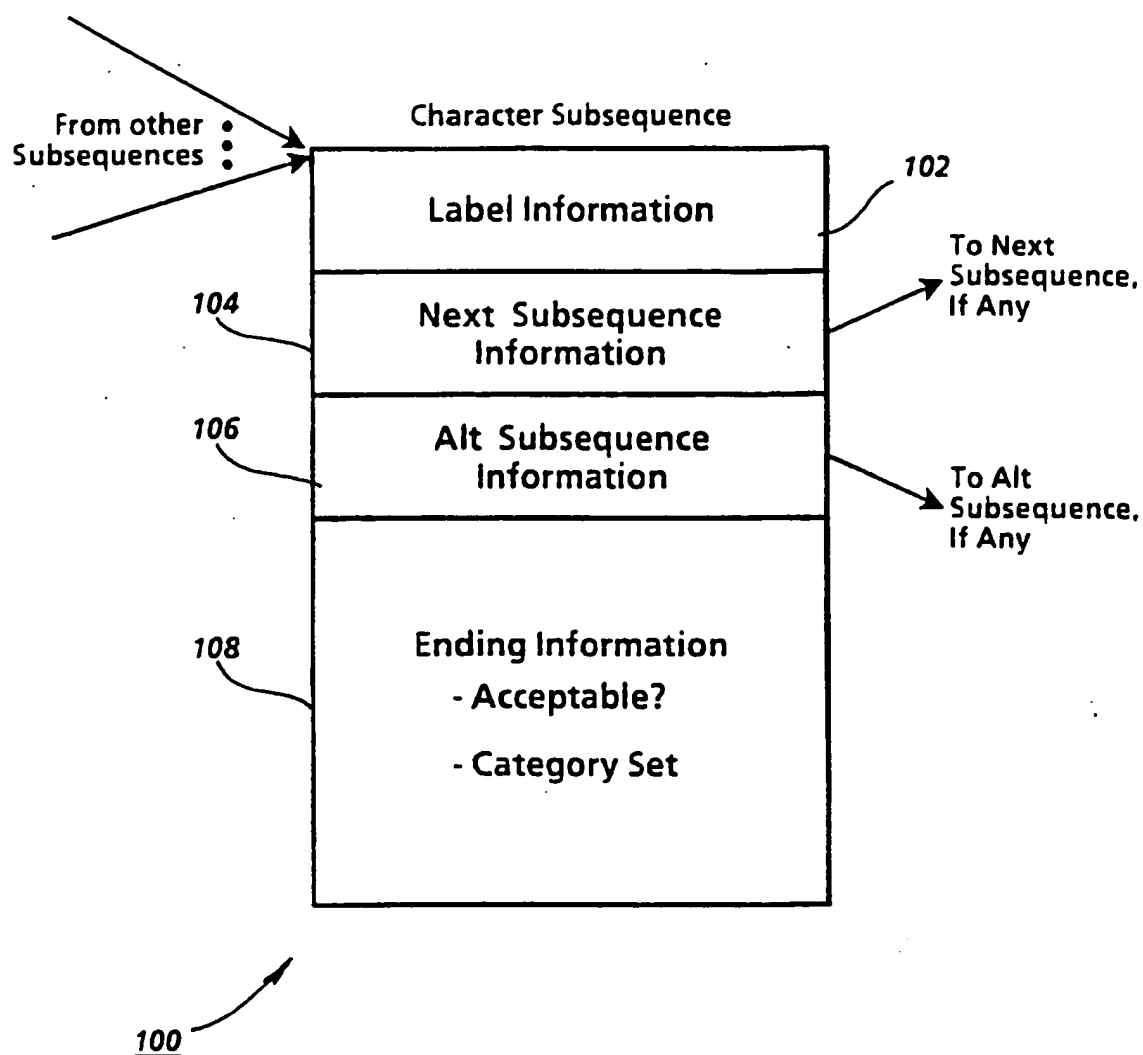 From other
Subsequences
Character Subsequence
102
Label Information
To Next
Subsequence,
If Any
104
Next Subsequence
Information
106
Alt Subsequence
Information
To Alt
Subsequence,
If Any
108
Ending Information
- Acceptable?
- Category Set
100